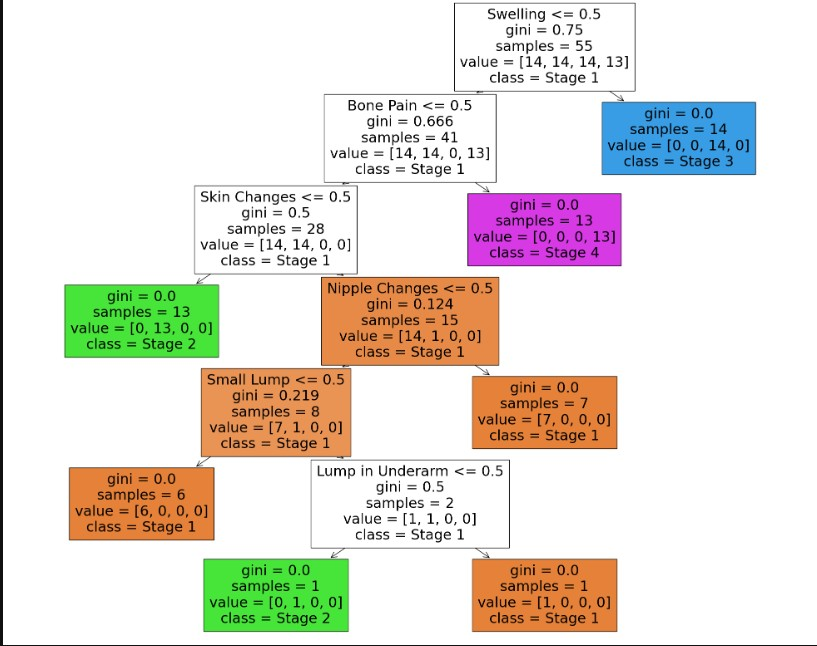 Swelling <= 0.5
gini = 0.75
samples = 55
value = [14, 14, 14, 13]
class = Stage 1
Bone Pain <= 0.5
gini = 0.666
samples = 41
value = [14, 14, 0, 13]
class = Stage 1
gini = 0.0
samples = 14
value = [0, 0, 14, 0]
class = Stage 3
Skin Changes <= 0.5
gini = 0.5
samples = 28
value = [14, 14, 0, 0]
class = Stage 1
gini = 0.0
samples = 13
value = [0, 0, 0, 13]
class = Stage 4
gini = 0.0
samples = 13
value = [0, 13, 0, 0]
class = Stage 2
Nipple Changes <= 0.5
gini = 0.124
samples = 15
value = [14, 1, 0, 0]
class = Stage 1
Small Lump <= 0.5
gini = 0.219
samples = 8
value = [7, 1, 0, 0]
class = Stage 1
gini = 0.0
samples = 7
value = [7, 0, 0, 0]
class = Stage 1
gini = 0.0
samples = 6
value = [6, 0, 0, 0]
class = Stage 1
Lump in Underarm <= 0.5
gini = 0.5
samples = 2
value = [1, 1, 0, 0]
class = Stage 1
gini = 0.0
samples = 1
value = [0, 1, 0, 0]
class = Stage 2
gini = 0.0
samples = 1
value = [1, 0, 0, 0]
class = Stage 1